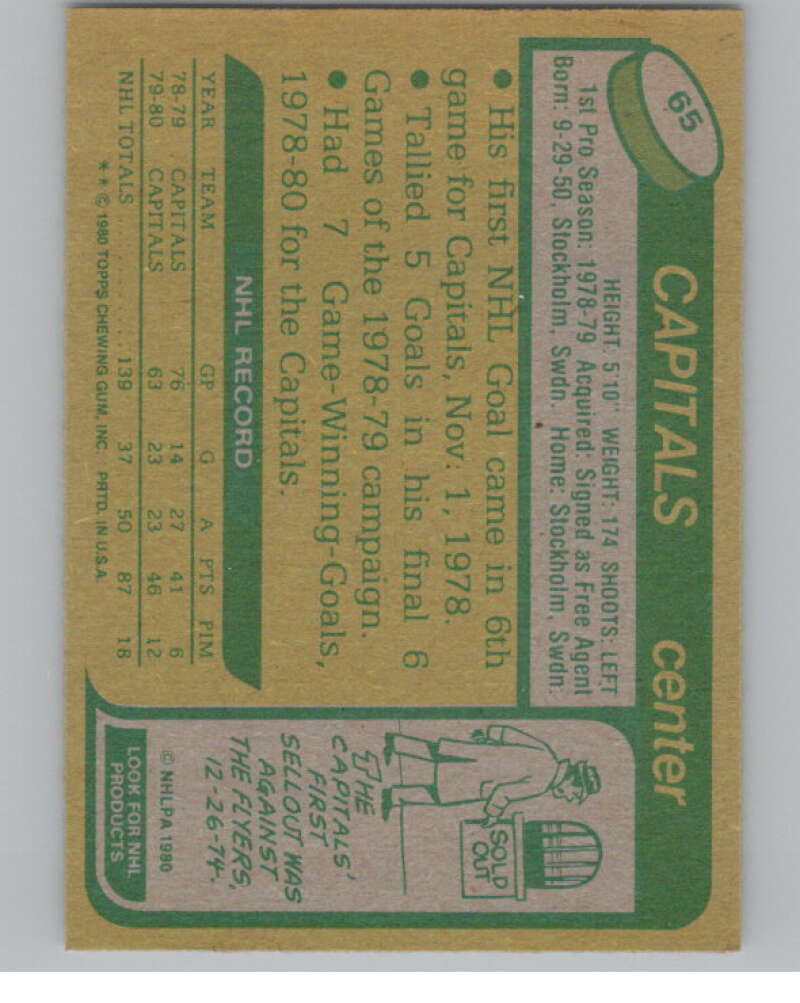 65
CAPITALS center
HEIGHT: 5'10" WEIGHT: 174 SHOOTS: LEFT
1st Pro Season: 1978-79 Acquired: Signed as Free Agent
Born: 9-29-50, Stockholm, Swdn. Home: Stockholm, Swdn.
• His first NHL Goal came in 6th
game for Capitals, Nov. 1, 1978.
• Tallied 5 Goals in his final 6
Games of the 1978-79 campaign.
• Had 7 Game-Winning-Goals,
1978-80 for the Capitals.
NHL RECORD
YEAR TEAM GP G A PTS PIM
78-79 CAPITALS 76 14 27 41 6
79-80 CAPITALS 63 23 23 46 12
NHL TOTALS .......... 139 37 50 87 18
* * © 1980 TOPPS CHEWING GUM, INC. PRTD. IN U.S.A.
SOLD
OUT
THE
CAPITALS'
FIRST
SELLOUT WAS
AGAINST
THE FLYERS,
12-26-74.
© NHLPA 1980
LOOK FOR NHL
PRODUCTS